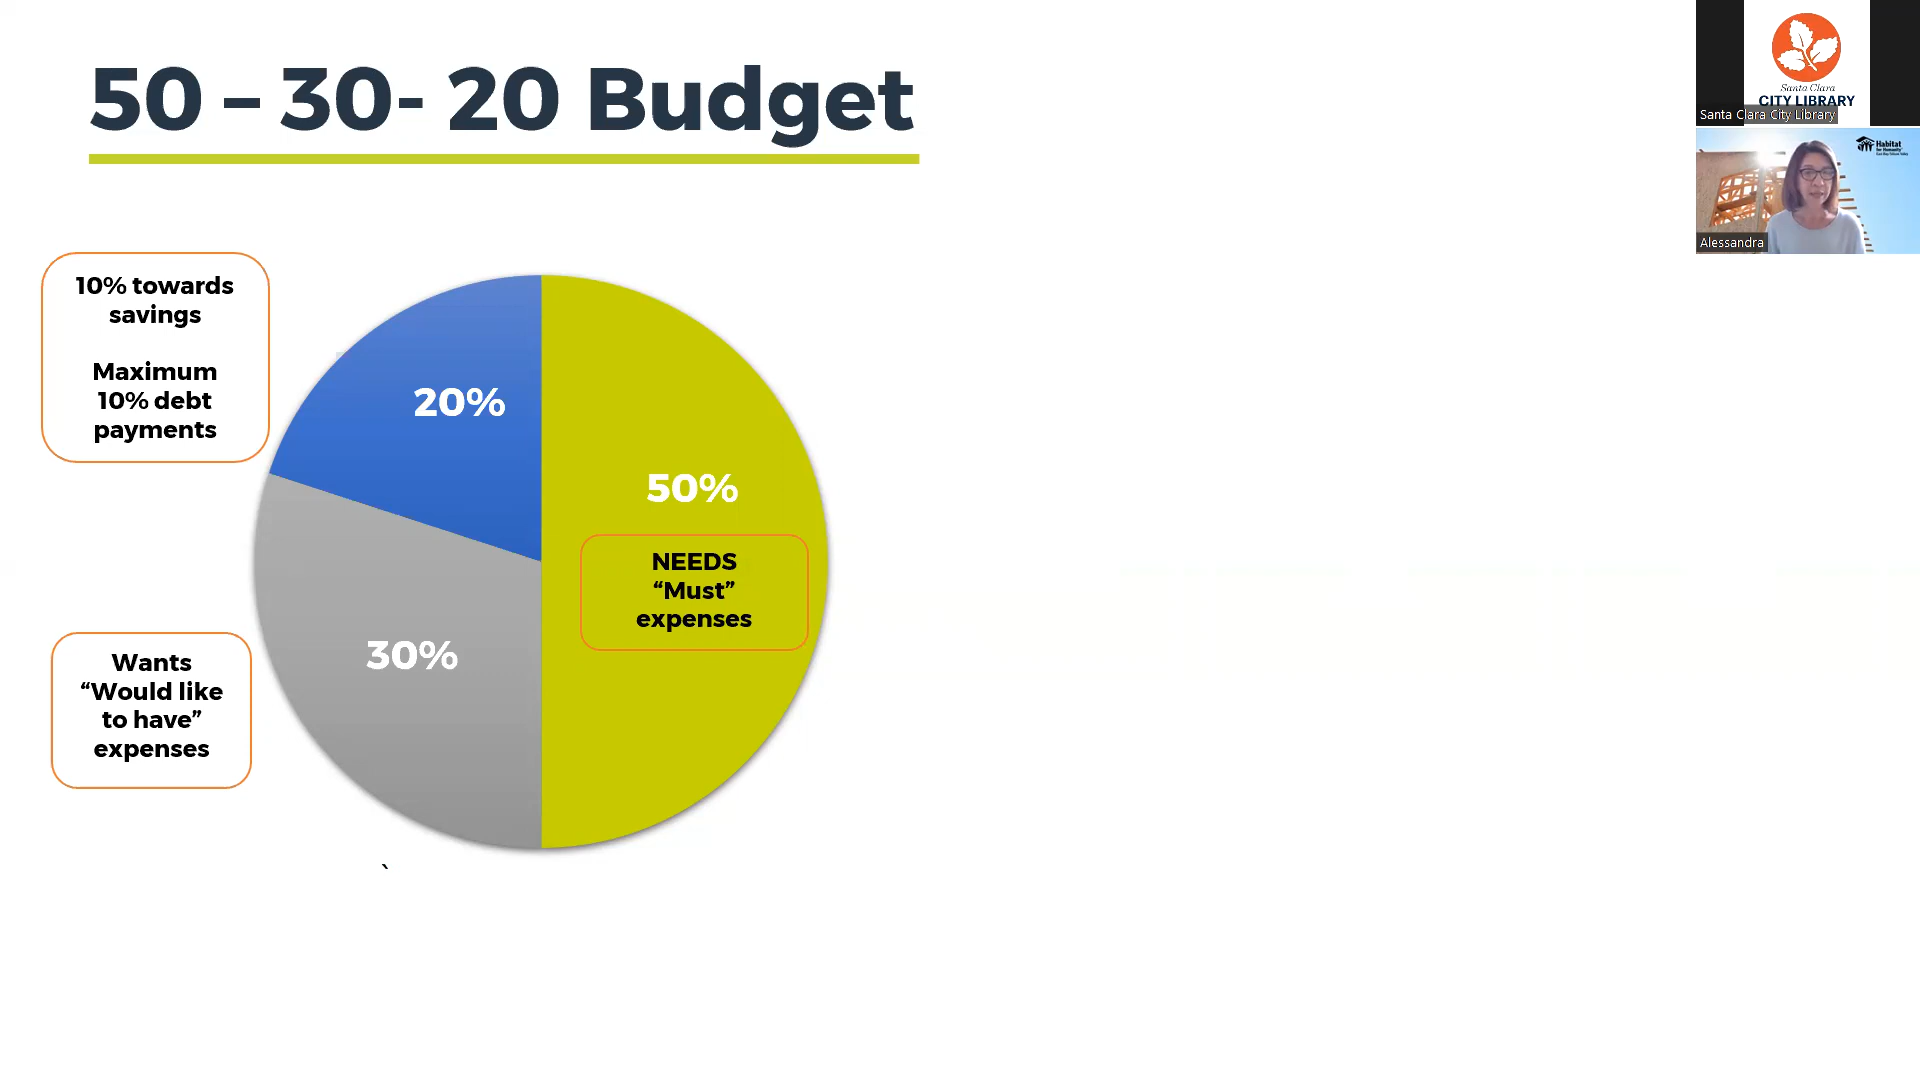 50 – 30- 20 Budget
10% towards
savings
Maximum
10% debt
payments
20%
50%
NEEDS
“Must”
expenses
30%
Wants
“Would like
to have”
expenses
`
Santa Clara
CITY LIBRARY
Santa Clara City Library
Habitat
for Humanity
Alessandra